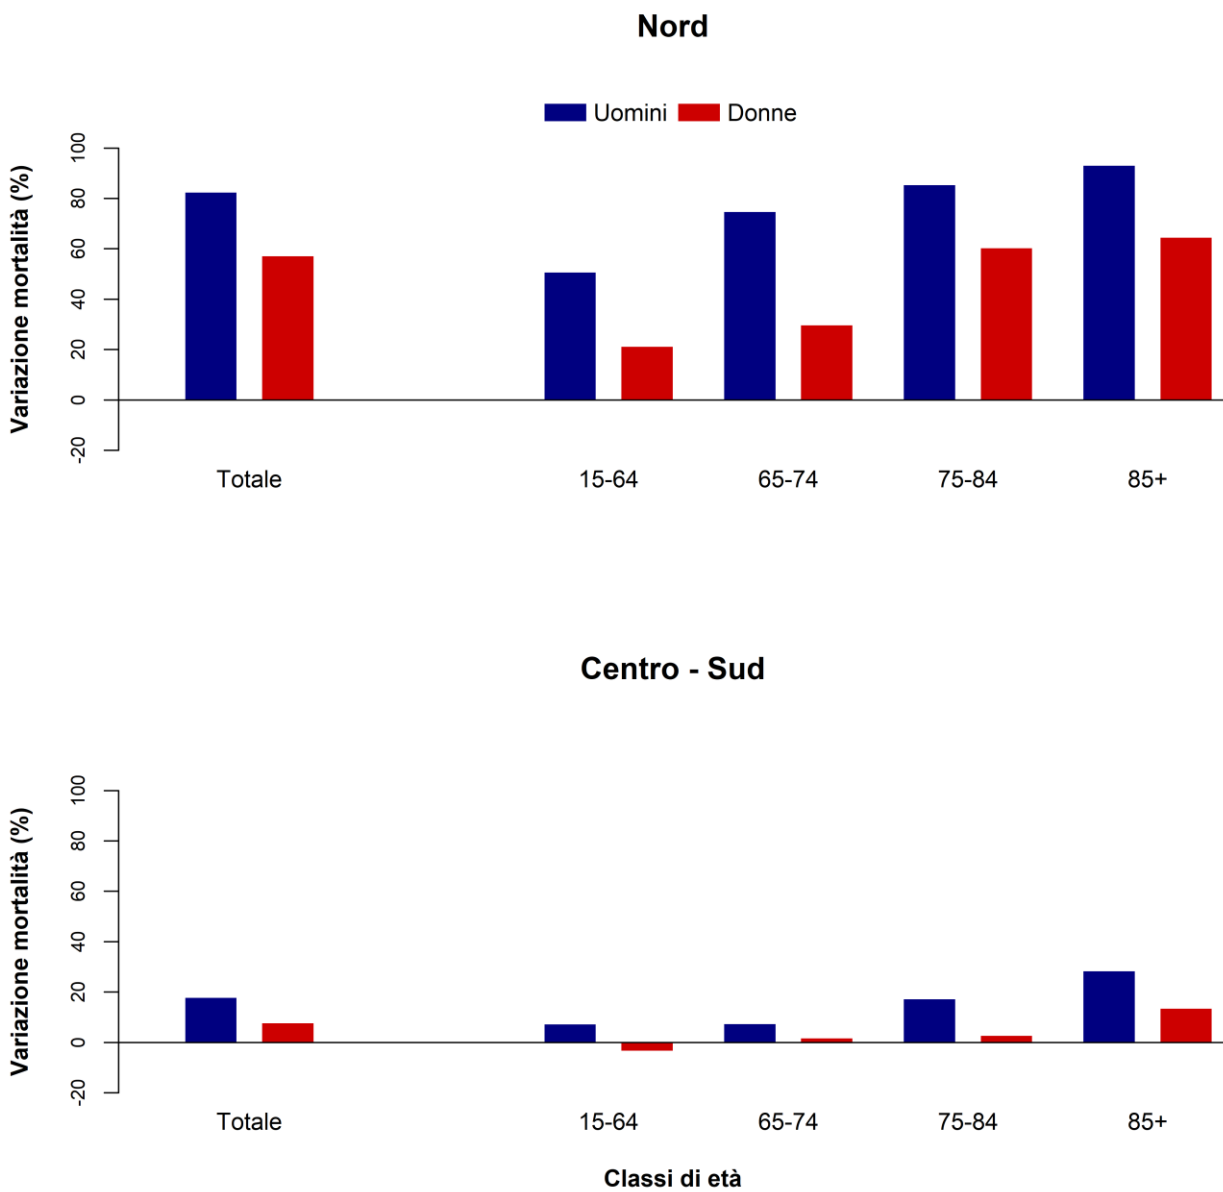 Nord
Uomini Donne
Variazione mortalità (%)
100
80
60
40
20
0
-20
Totale 15-64 65-74 75-84 85+
Centro - Sud
Variazione mortalità (%)
100
80
60
40
20
0
-20
Totale 15-64 65-74 75-84 85+
Classi di età